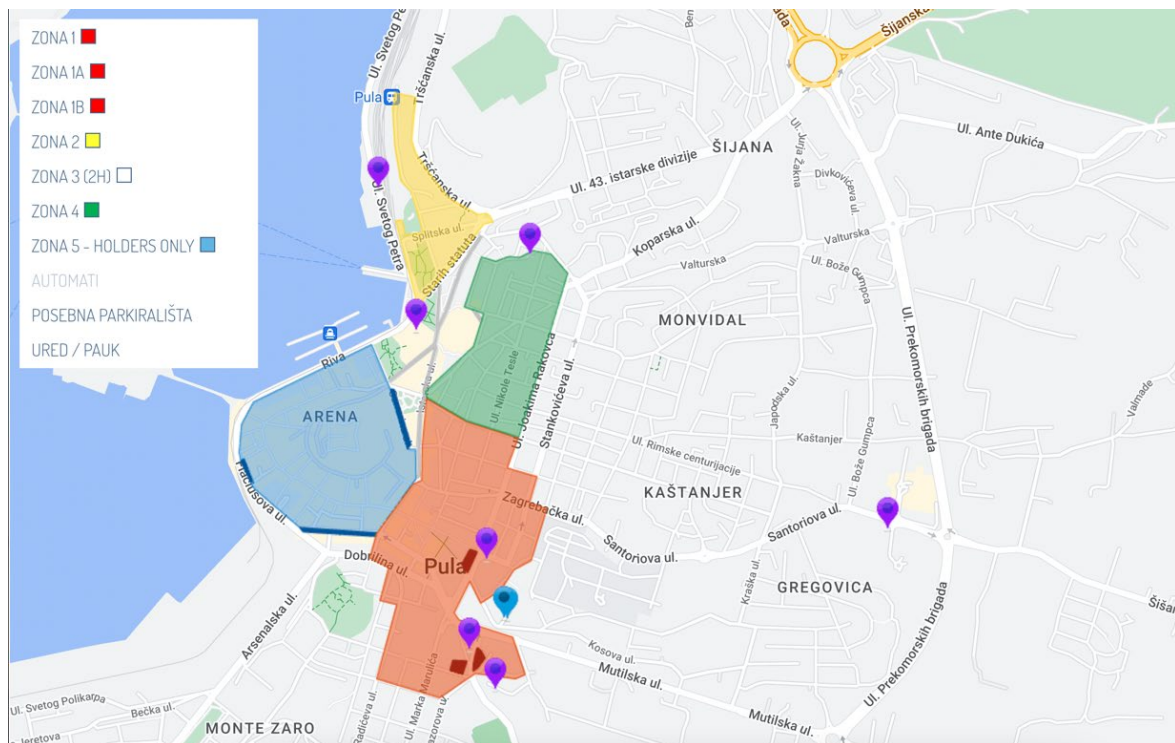 ZONA 1
ZONA 1A
ZONA 1B
ZONA 2
ZONA 3 (2H)
ZONA 4
ZONA 5 - HOLDERS ONLY
AUTOMATI
POSEBNA PARKIRALIŠTA
URED / PAUK
Ul. Svetog Petra
Tršćanska ul.
Pula
Šijanska
Ul. Ante Dukića
ŠIJANA
Ul. Jurja Žakna
Ul. 43. istarske divizije
Divkovićeva ul.
Tršćanska ul.
Ul. Svetog Petra
Splitska ul.
Starih statuta
Koparska ul.
Valturska
Valturska
Ul. Bože Gumpca
MONVIDAL
Ul. Prekomorskih brigada
Riva
ARENA
Ul. Nikole Tesle
Ul. Joakima Rakovca
Stankovićeva ul.
Japodska ul.
Valmade
Kaštanjer
Ul. Rimske centurijacije
Ul. Bože Gumpca
Flaciusova ul.
KAŠTANJER
Zagrebačka ul.
Santoriova ul.
Santoriova ul.
Dobrilina ul.
Pula
GREGOVICA
Kraška ul.
Arsenalska ul.
Kosova ul.
Mutilska ul.
Ul. Prekomorskih brigada
Ul. Marka Marulića
Radićeva ul.
Ul. Svetog Polikarpa
Bečka ul.
MONTE ZARO
Mutilska ul.